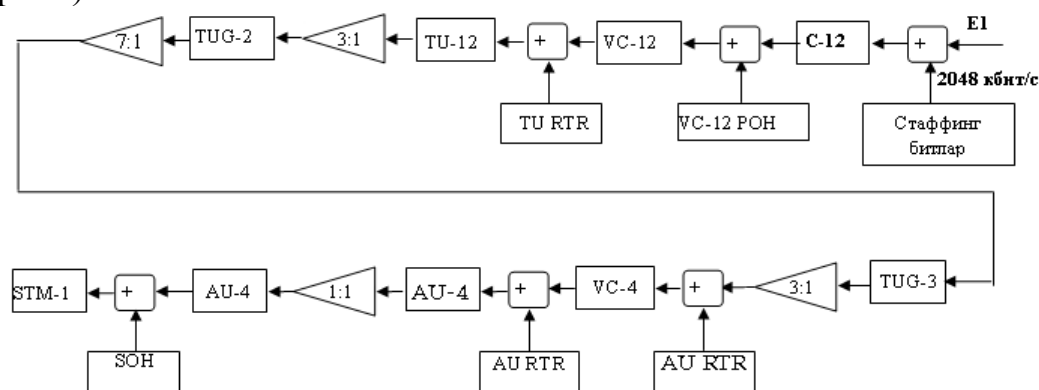 E1
7:1
TUG-2
3:1
TU-12
+
VC-12
+
C-12
+
2048 кбит/с
TU RTR
VC-12 POH
Стаффинг
битлар
STM-1
+
AU-4
1:1
AU-4
+
VC-4
+
3:1
TUG-3
SOH
AU RTR
AU RTR